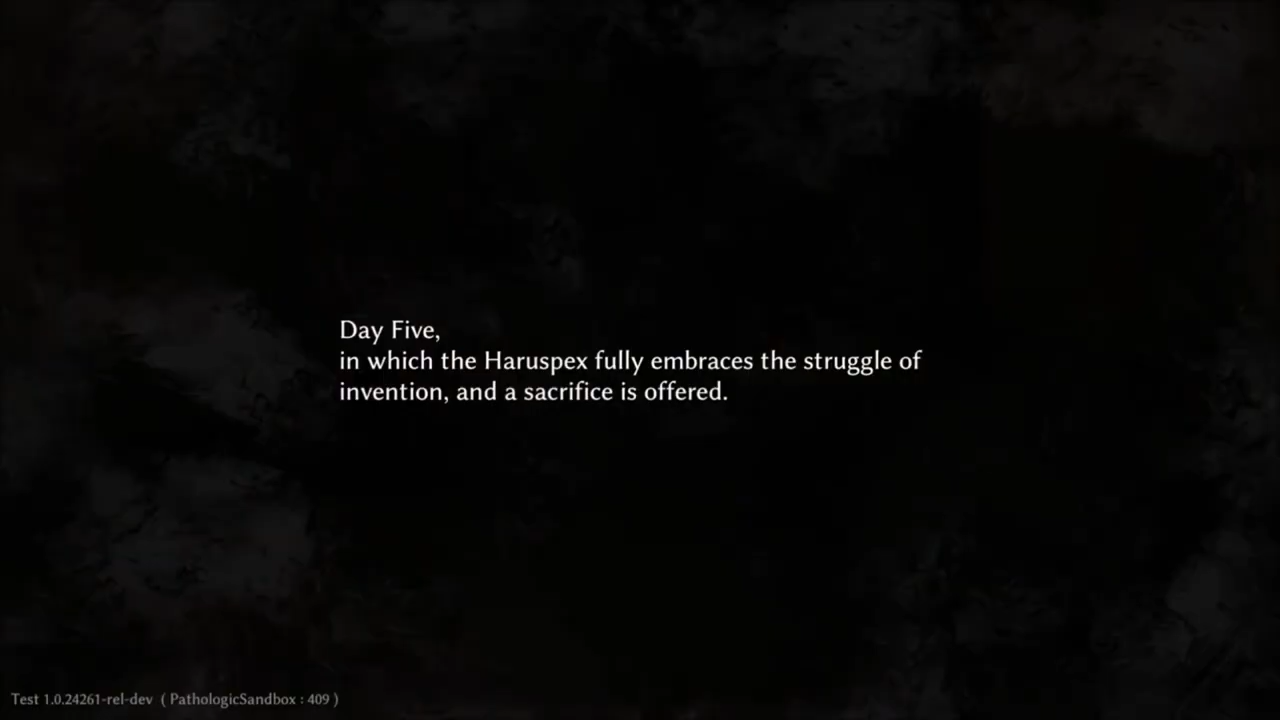 Day Five,
in which the Haruspex fully embraces the struggle of
invention, and a sacrifice is offered.
Test 1.0.24261-rel-dev ( PathologicSandbox : 409 )